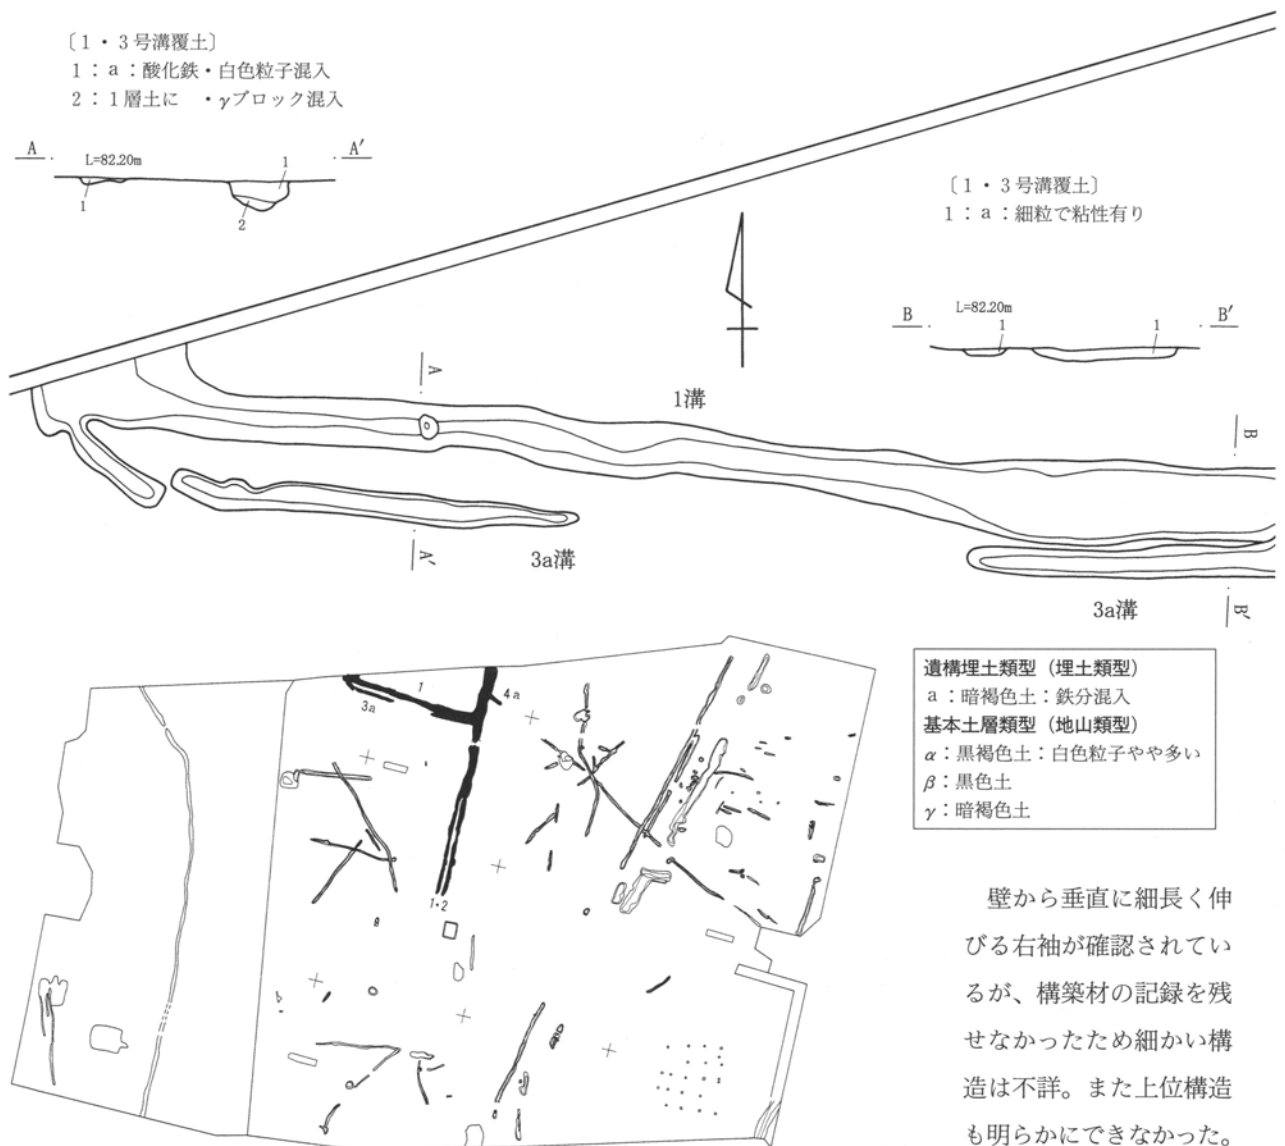 〔1・3号溝覆土〕
1：a：酸化鉄・白色粒子混入
2：1層土に　・γブロック混入
A
L=82.20m
A′
1
1
2
〔1・3号溝覆土〕
1：a：細粒で粘性有り
B
L=82.20m
B′
1
1
A
1溝
B
A′
3a溝
3a溝
B′
1
3a
4a
1・2
遺構埋土類型（埋土類型）
a：暗褐色土：鉄分混入
基本土層類型（地山類型）
α：黒褐色土：白色粒子やや多い
β：黒色土
γ：暗褐色土
壁から垂直に細長く伸
びる右袖が確認されてい
るが、構築材の記録を残
せなかったため細かい構
造は不詳。また上位構造
も明らかにできなかった。